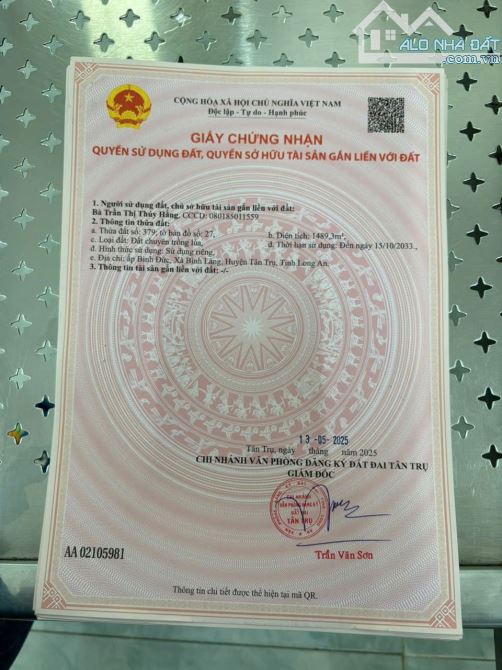 ALO NHÀ ĐẤT
.com.vn
CỘNG HÒA XÃ HỘI CHỦ NGHĨA VIỆT NAM
Độc lập - Tự do - Hạnh phúc
GIẤY CHỨNG NHẬN
QUYỀN SỬ DỤNG ĐẤT, QUYỀN SỞ HỮU TÀI SẢN GẮN LIỀN VỚI ĐẤT
1. Người sử dụng đất, chủ sở hữu tài sản gắn liền với đất:
Bà Trần Thị Thúy Hằng, CCCD: 080185011559
2. Thông tin thửa đất:
a. Thửa đất số: 379; tờ bản đồ số: 27, b. Diện tích: 1489,3m²,
c. Loại đất: Đất chuyên trồng lúa, d. Thời hạn sử dụng: Đến ngày 15/10/2033.,
đ. Hình thức sử dụng: Sử dụng riêng,
e. Địa chỉ: ấp Bình Đức, Xã Bình Lãng, Huyện Tân Trụ, Tỉnh Long An.
3. Thông tin tài sản gắn liền với đất: -/-
13 -05- 2025
Tân Trụ, ngày tháng năm 2025
CHI NHÁNH VĂN PHÒNG ĐĂNG KÝ ĐẤT ĐAI TÂN TRỤ
GIÁM ĐỐC
CHI NHÁNH
VĂN PHÒNG ĐĂNG KÝ
ĐẤT ĐAI
TÂN TRỤ
Trần Văn Sơn
AA 02105981
Thông tin chi tiết được thể hiện tại mã QR.